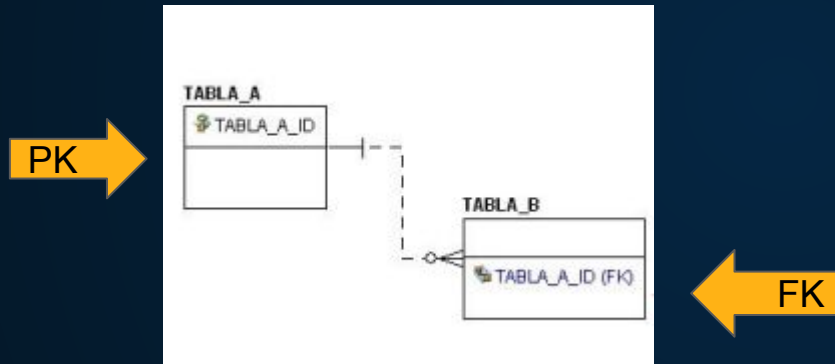 TABLA_A
TABLA_A_ID
PK
TABLA_B
TABLA_A_ID (FK)
FK